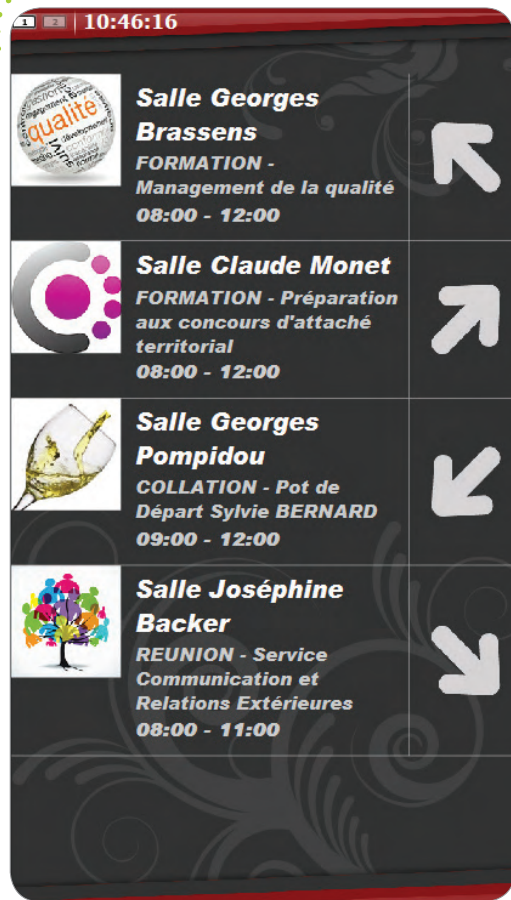 1 2 10:46:16
qualité
Salle Georges
Brassens
FORMATION -
Management de la qualité
08:00 - 12:00
Salle Claude Monet
FORMATION - Préparation
aux concours d'attaché
territorial
08:00 - 12:00
Salle Georges
Pompidou
COLLATION - Pot de
Départ Sylvie BERNARD
09:00 - 12:00
Salle Joséphine
Backer
REUNION - Service
Communication et
Relations Extérieures
08:00 - 11:00